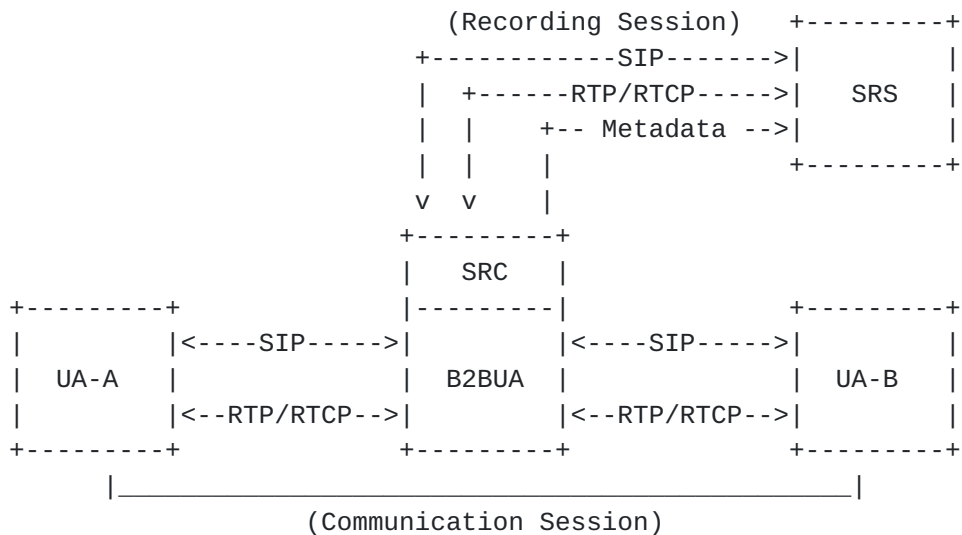 (Recording Session) +---------+
+------------SIP------->| |
| +------RTP/RTCP----->| SRS |
| | +-- Metadata -->| |
| | | +---------+
v v |
+---------+
| SRC |
+---------+ |---------| +---------+
| |<----SIP----->| |<----SIP----->| |
| UA-A | | B2BUA | | UA-B |
| |<--RTP/RTCP-->| |<--RTP/RTCP-->| |
+---------+ +---------+ +---------+
|_______________________________________________|
(Communication Session)